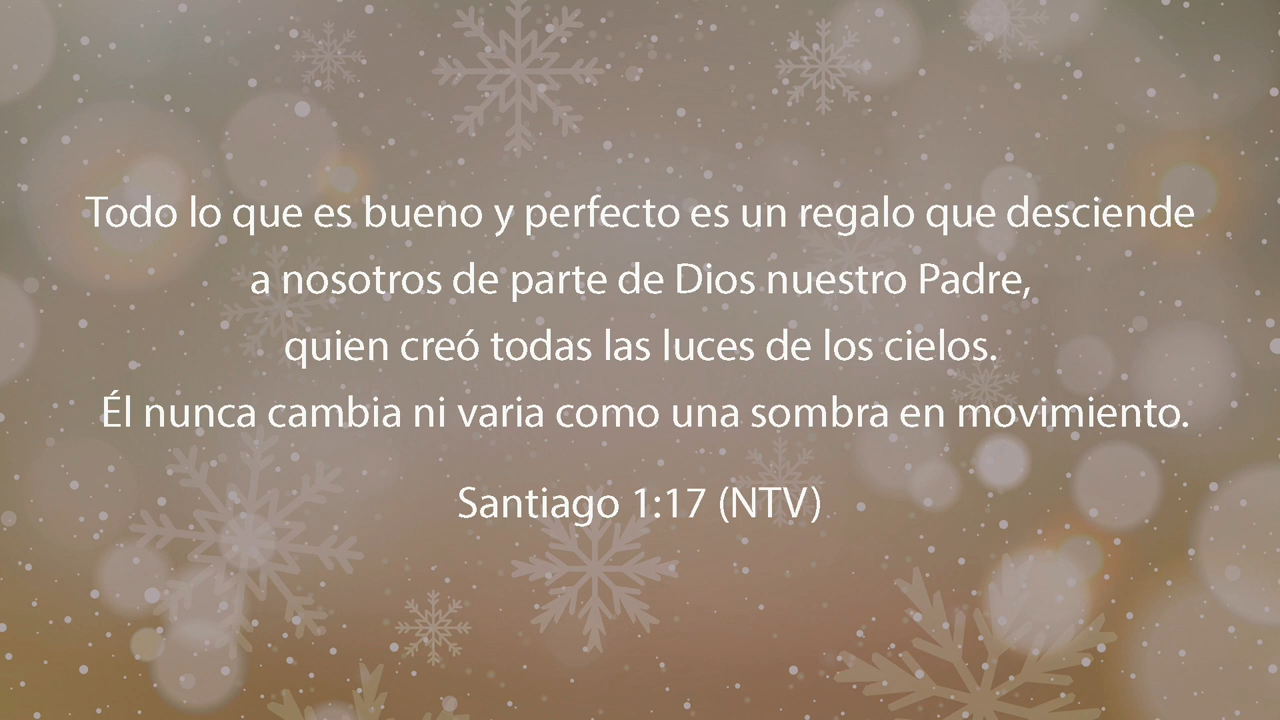 Todo lo que es bueno y perfecto es un regalo que desciende
a nosotros de parte de Dios nuestro Padre,
quien creó todas las luces de los cielos.
Él nunca cambia ni varia como una sombra en movimiento.
Santiago 1:17 (NTV)